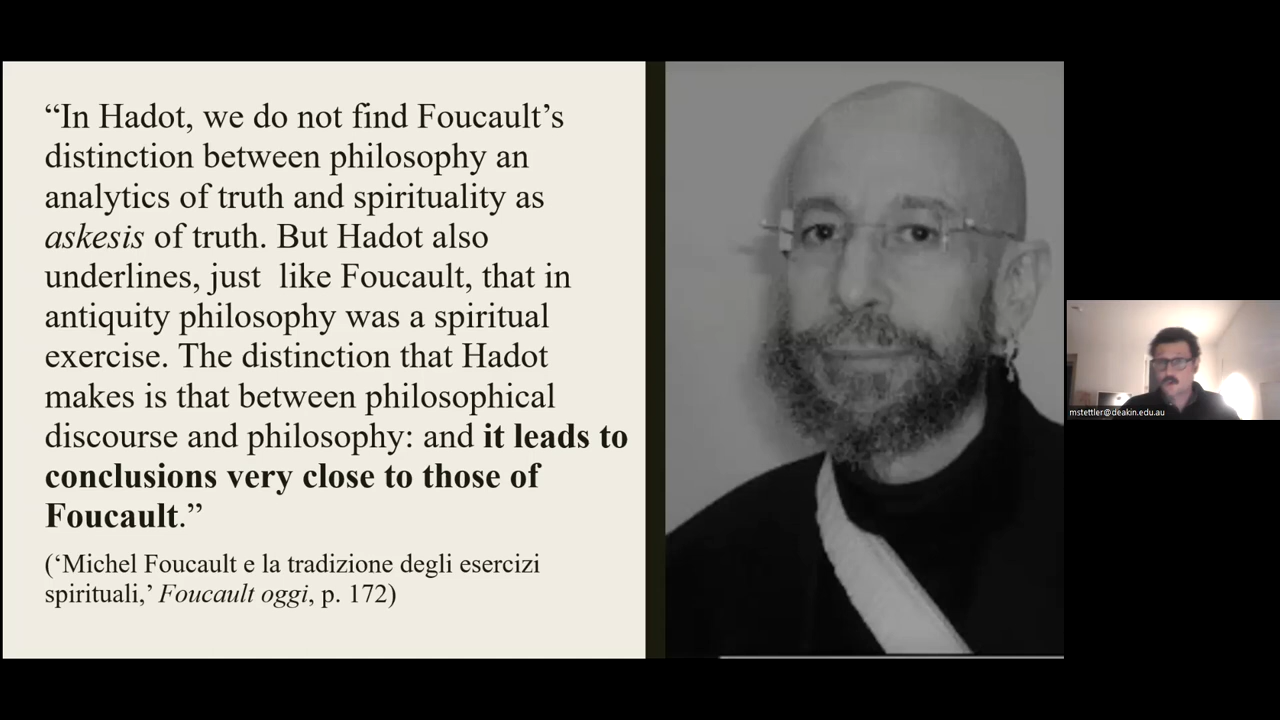 “In Hadot, we do not find Foucault’s
distinction between philosophy an
analytics of truth and spirituality as
askesis of truth. But Hadot also
underlines, just  like Foucault, that in
antiquity philosophy was a spiritual
exercise. The distinction that Hadot
makes is that between philosophical
discourse and philosophy: and it leads to
conclusions very close to those of
Foucault.”
(‘Michel Foucault e la tradizione degli esercizi
spirituali,’ Foucault oggi, p. 172)
mstettler@deakin.edu.au